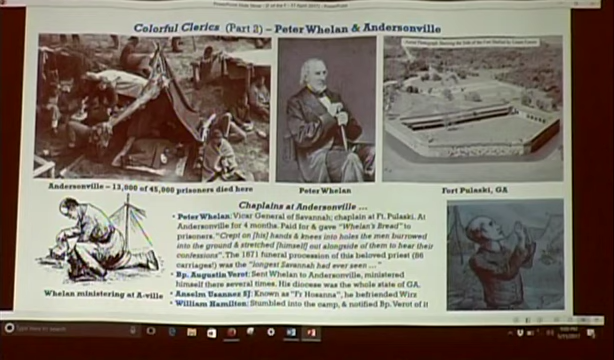 Colorful Clerics (Part 2) – Peter Whelan & Andersonville
Andersonville – 13,000 of 45,000 prisoners died here
Peter Whelan
Fort Pulaski, GA
Chaplains at Andersonville ...
• Peter Whelan: Vicar General of Savannah; chaplain at Ft. Pulaski. At
Andersonville for 4 months. Paid for & gave "Whelan's Bread" to
prisoners. "Crept on [his] hands & knees into holes the men burrowed
into the ground & stretched [himself] out alongside of them to hear their
confessions". The 1871 funeral procession of this beloved priest (86
carriages!) was the "longest Savannah had ever seen ... "
• Bp. Augustin Verot: Sent Whelan to Andersonville, ministered
himself there several times. His diocese was the whole state of GA.
• Anselm Usannez SJ: Known as "Fr Hosanna", he befriended Wirz
• William Hamilton: Stumbled into the camp, & notified Bp. Verot of it
Whelan ministering at A-ville